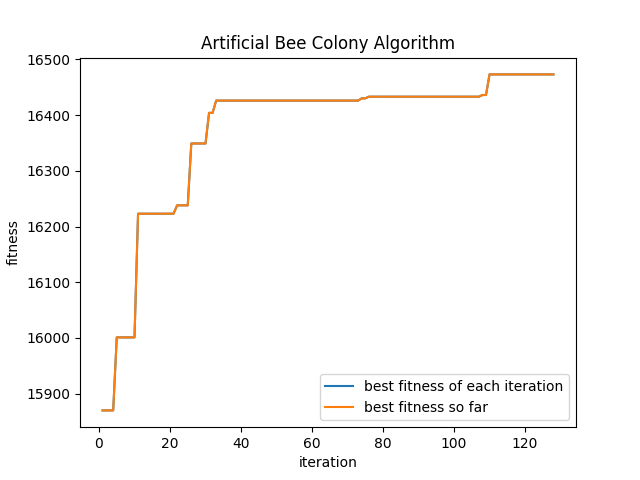 Artificial Bee Colony Algorithm
16500
16400
16300
16200
16100
16000
15900
fitness
0 20 40 60 80 100 120
iteration
best fitness of each iteration
best fitness so far